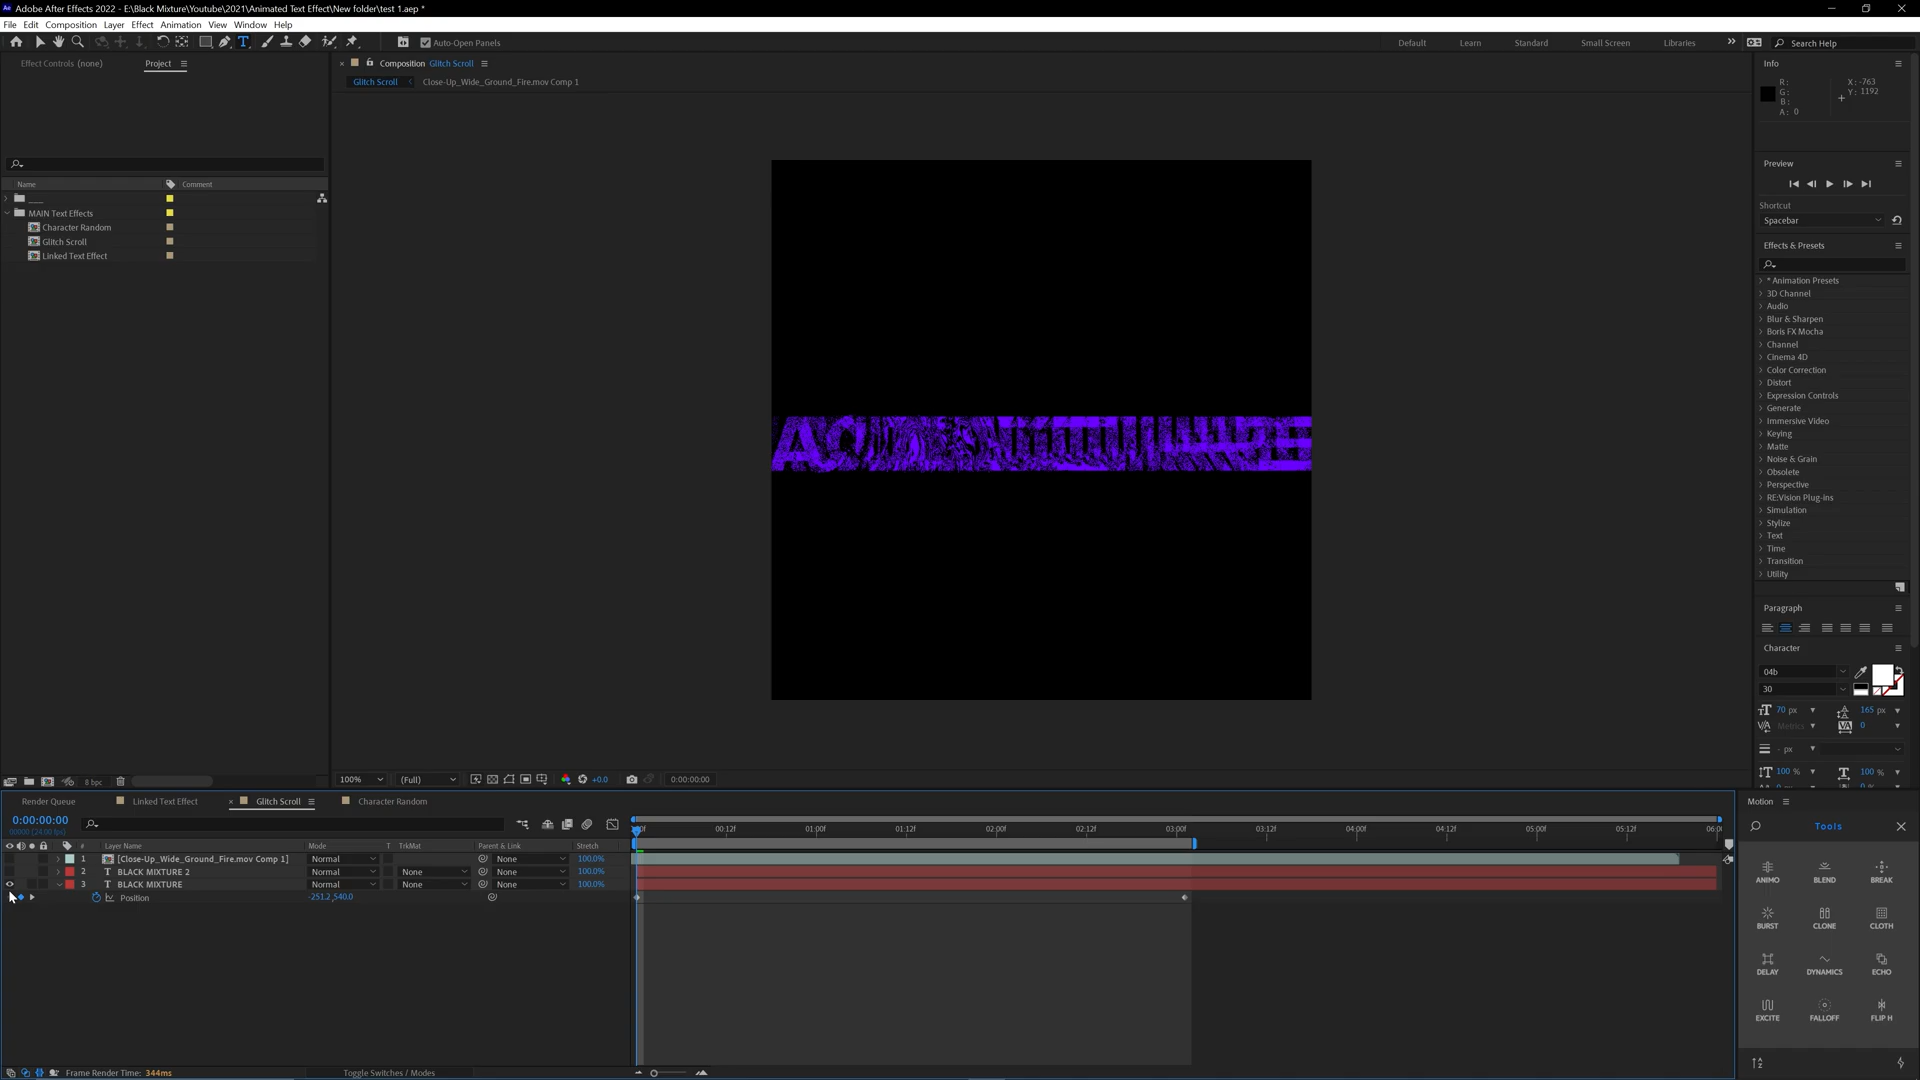 Adobe After Effects 2022 - E:\Black Mixture\Youtube\2021\Animated Text Effect\New folder\test 1.aep *
File Edit Composition Layer Effect Animation View Window Help
Auto-Open Panels
Default Learn Standard Small Screen Libraries
Search Help
Effect Controls (none) Project
Composition Glitch Scroll
Glitch Scroll Close-Up_Wide_Ground_Fire.mov Comp 1
Name Comment
MAIN Text Effects
Character Random
Glitch Scroll
Linked Text Effect
8 bpc
100% (Full) +0.0 0:00:00:00
Info
R:
G:
B:
A: 0
X: -763
Y: 1192
Preview
Shortcut
Spacebar
Effects & Presets
* Animation Presets
3D Channel
Audio
Blur & Sharpen
Boris FX Mocha
Channel
Cinema 4D
Color Correction
Distort
Expression Controls
Generate
Immersive Video
Keying
Matte
Noise & Grain
Obsolete
Perspective
RE:Vision Plug-ins
Simulation
Stylize
Text
Time
Transition
Utility
Paragraph
Character
04b
30
70 px 165 px
Metrics 0
- px
100 % 100 %
Render Queue Linked Text Effect Glitch Scroll Character Random
0:00:00:00
00000 (24.00 fps)
# Layer Name Mode T TrkMat Parent & Link Stretch
1 [Close-Up_Wide_Ground_Fire.mov Comp 1] Normal None 100.0%
2 BLACK MIXTURE 2 Normal None None 100.0%
3 BLACK MIXTURE Normal None None 100.0%
Position -251.2,540.0
00:12f 01:00f 01:12f 02:00f 02:12f 03:00f 03:12f 04:00f 04:12f 05:00f 05:12f
Frame Render Time: 344ms
Toggle Switches / Modes
Motion
Tools
ANIMO BLEND BREAK
BURST CLONE CLOTH
DELAY DYNAMICS ECHO
EXCITE FALLOFF FLIP H